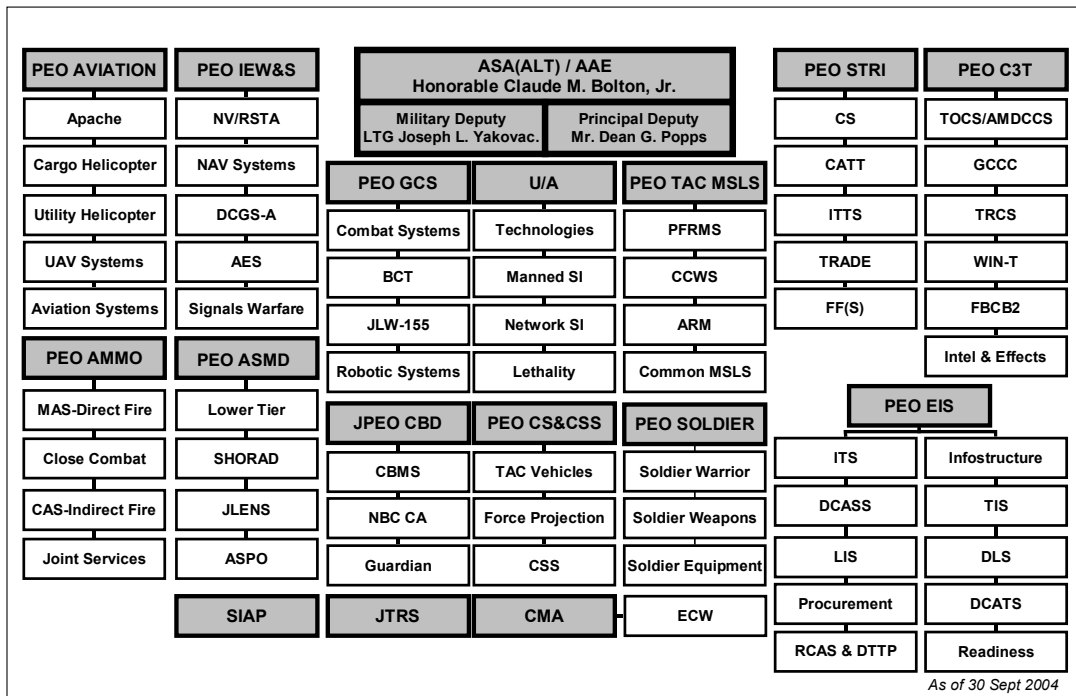 PEO AVIATION
Apache
Cargo Helicopter
Utility Helicopter
UAV Systems
Aviation Systems
PEO AMMO
MAS-Direct Fire
Close Combat
CAS-Indirect Fire
Joint Services
PEO IEW&S
NV/RSTA
NAV Systems
DCGS-A
AES
Signals Warfare
PEO ASMD
Lower Tier
SHORAD
JLENS
ASPO
SIAP
ASA(ALT) / AAE
Honorable Claude M. Bolton, Jr.
Military Deputy
LTG Joseph L. Yakovac.
Principal Deputy
Mr. Dean G. Popps
PEO GCS
Combat Systems
BCT
JLW-155
Robotic Systems
JPEO CBD
CBMS
NBC CA
Guardian
JTRS
U/A
Technologies
Manned SI
Network SI
Lethality
PEO CS&CSS
TAC Vehicles
Force Projection
CSS
CMA
PEO TAC MSLS
PFRMS
CCWS
ARM
Common MSLS
PEO SOLDIER
Soldier Warrior
Soldier Weapons
Soldier Equipment
ECW
PEO STRI
CS
CATT
ITTS
TRADE
FF(S)
PEO C3T
TOCS/AMDCCS
GCCC
TRCS
WIN-T
FBCB2
Intel & Effects
PEO EIS
ITS
DCASS
LIS
Procurement
RCAS & DTTP
Infostructure
TIS
DLS
DCATS
Readiness
As of 30 Sept 2004